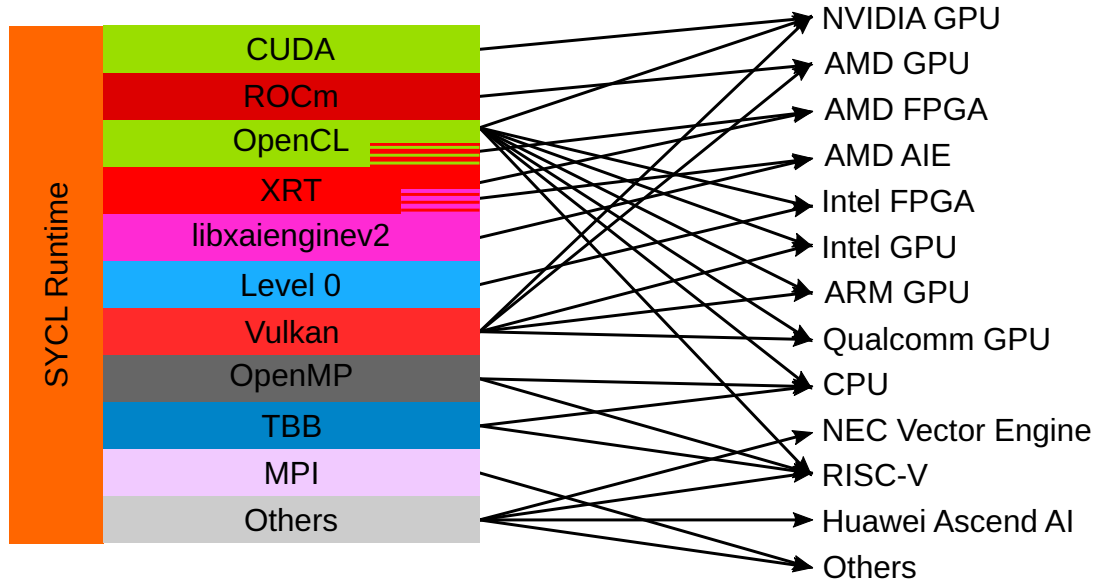 SYCL Runtime
CUDA
ROCm
OpenCL
XRT
libxaienginev2
Level 0
Vulkan
OpenMP
TBB
MPI
Others
NVIDIA GPU
AMD GPU
AMD FPGA
AMD AIE
Intel FPGA
Intel GPU
ARM GPU
Qualcomm GPU
CPU
NEC Vector Engine
RISC-V
Huawei Ascend AI
Others